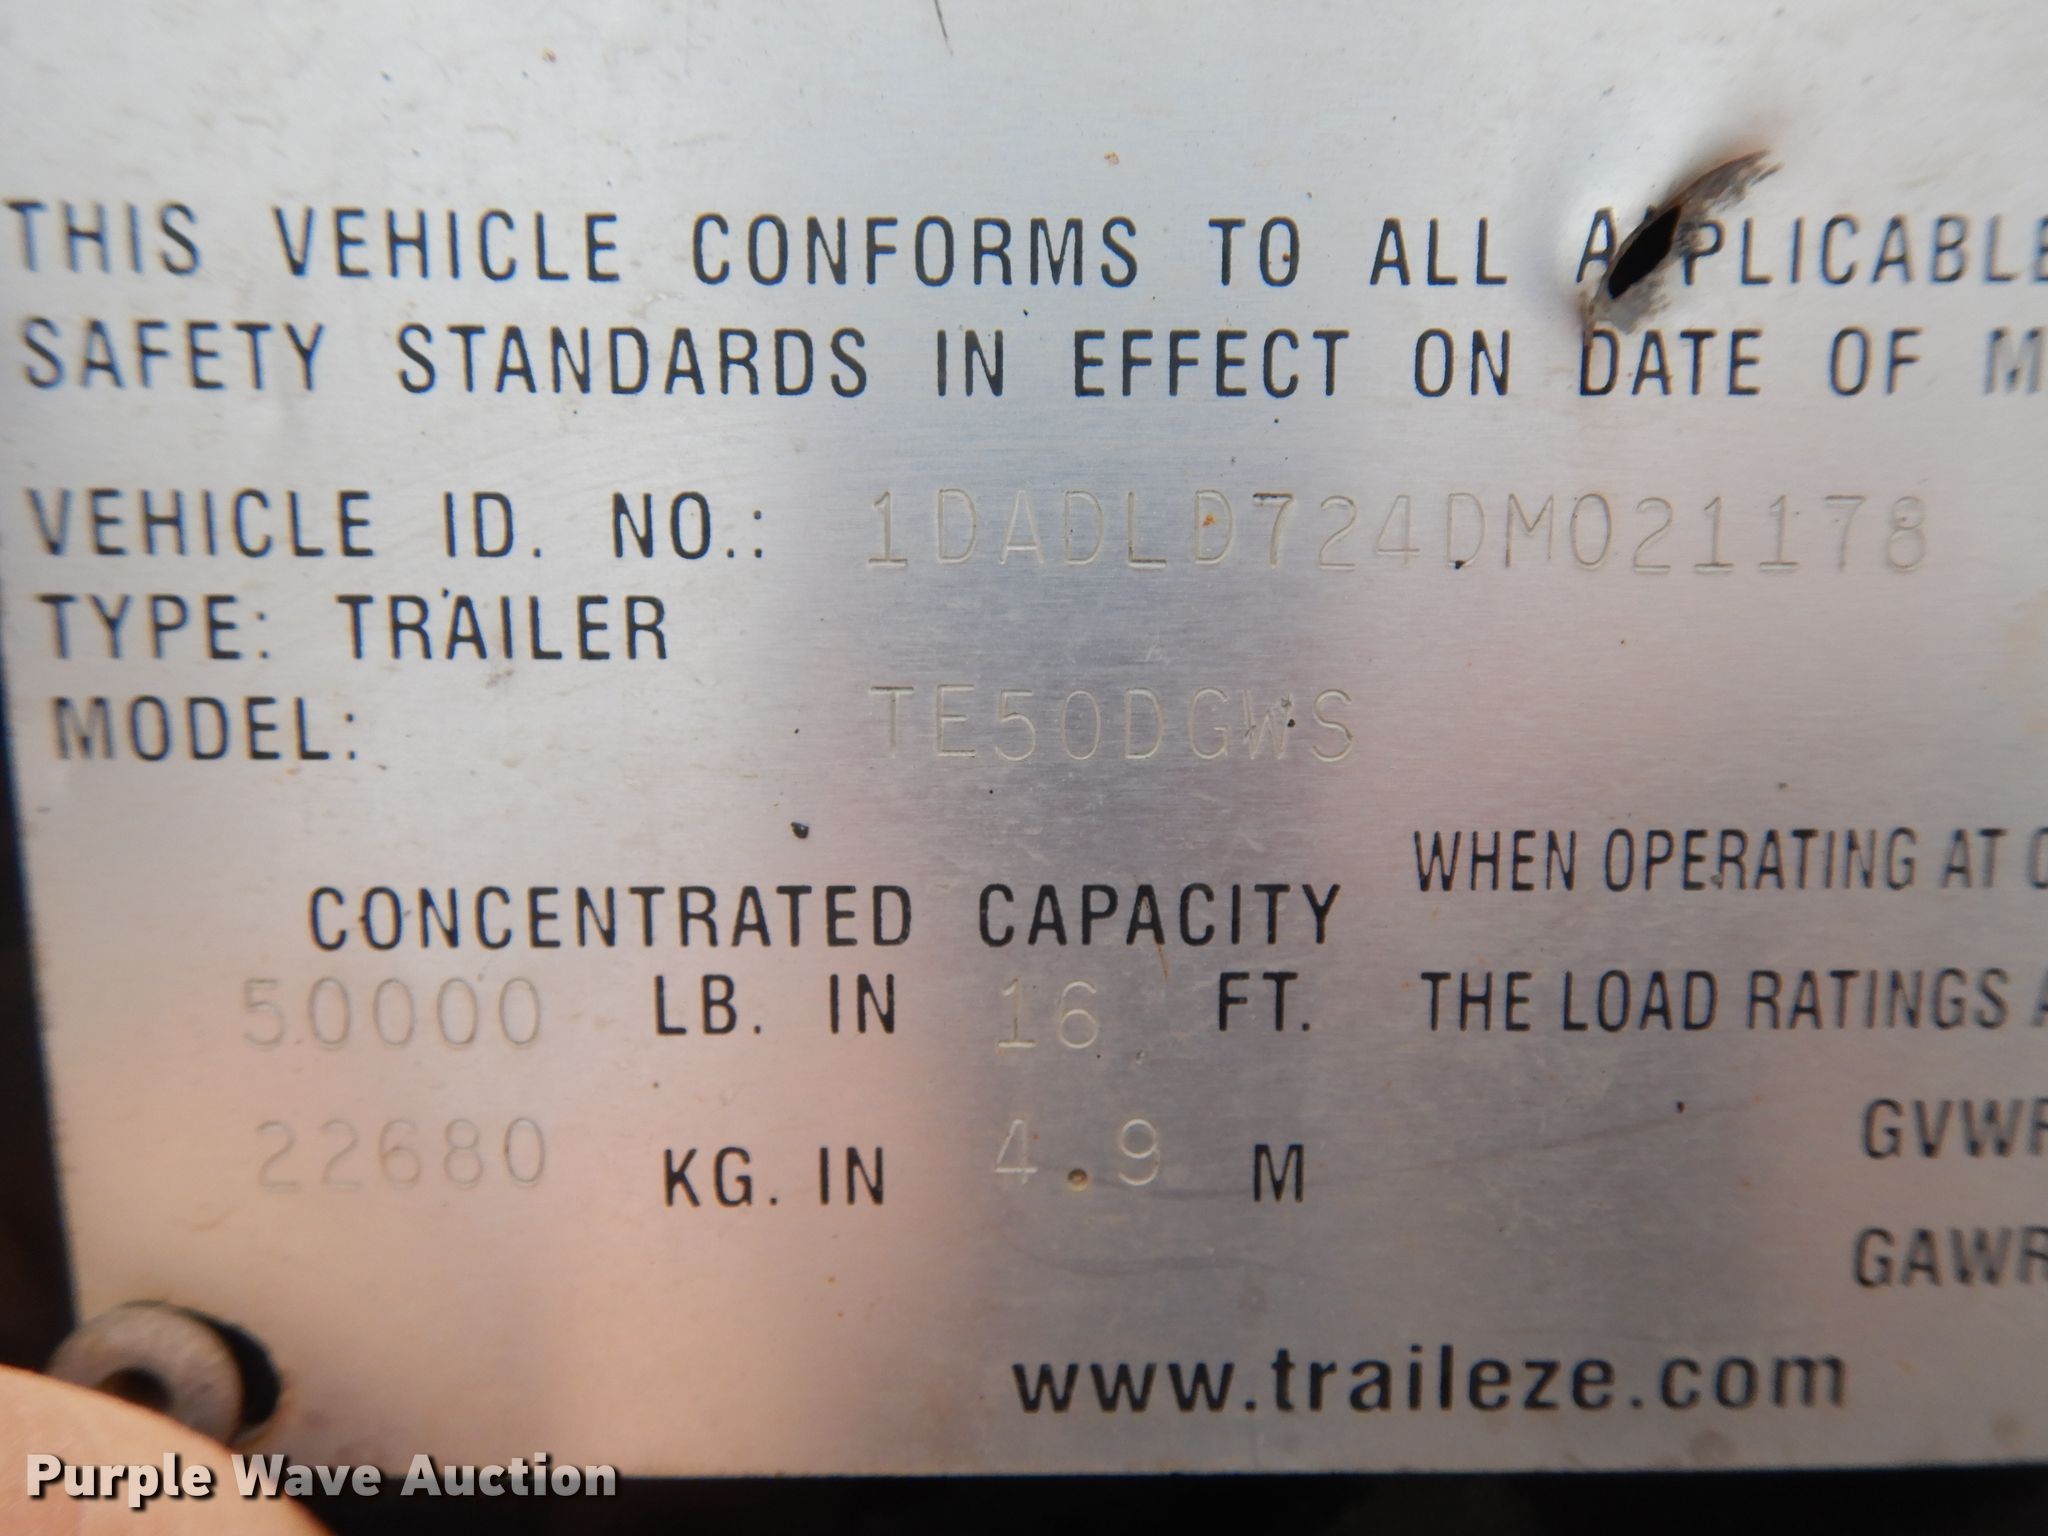 THIS VEHICLE CONFORMS TO ALL APPLICABLE
SAFETY STANDARDS IN EFFECT ON DATE OF M
VEHICLE ID. NO.: 1DADLD724DM021178
TYPE: TRAILER
MODEL: TE50DGWS
CONCENTRATED CAPACITY
50000 LB. IN 16 FT.
22680 KG. IN 4.9 M
WHEN OPERATING AT
THE LOAD RATINGS
GVWR
GAWR
www.traileze.com
Purple Wave Auction